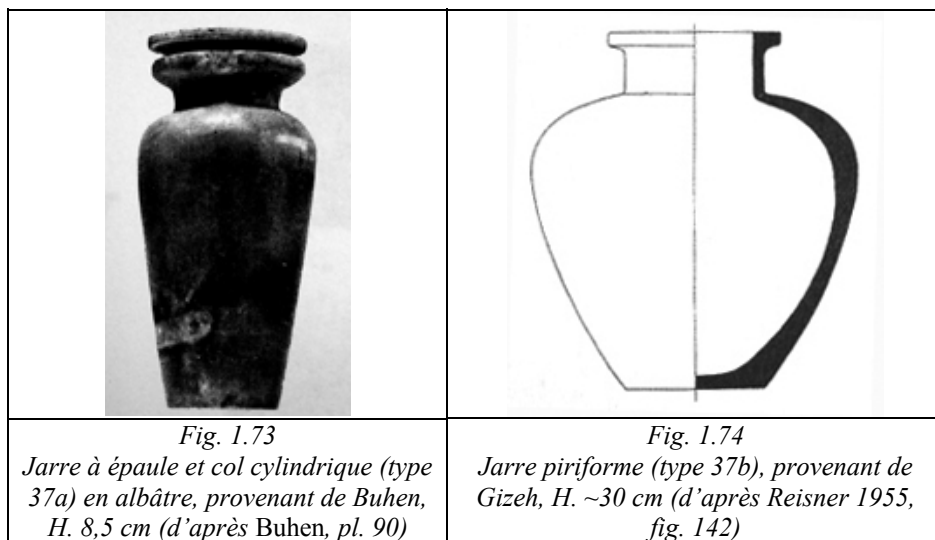 Fig. 1.73
Jarre à épaule et col cylindrique (type
37a) en albâtre, provenant de Buhen,
H. 8,5 cm (d’après Buhen, pl. 90)
Fig. 1.74
Jarre piriforme (type 37b), provenant de
Gizeh, H. ~30 cm (d’après Reisner 1955,
fig. 142)